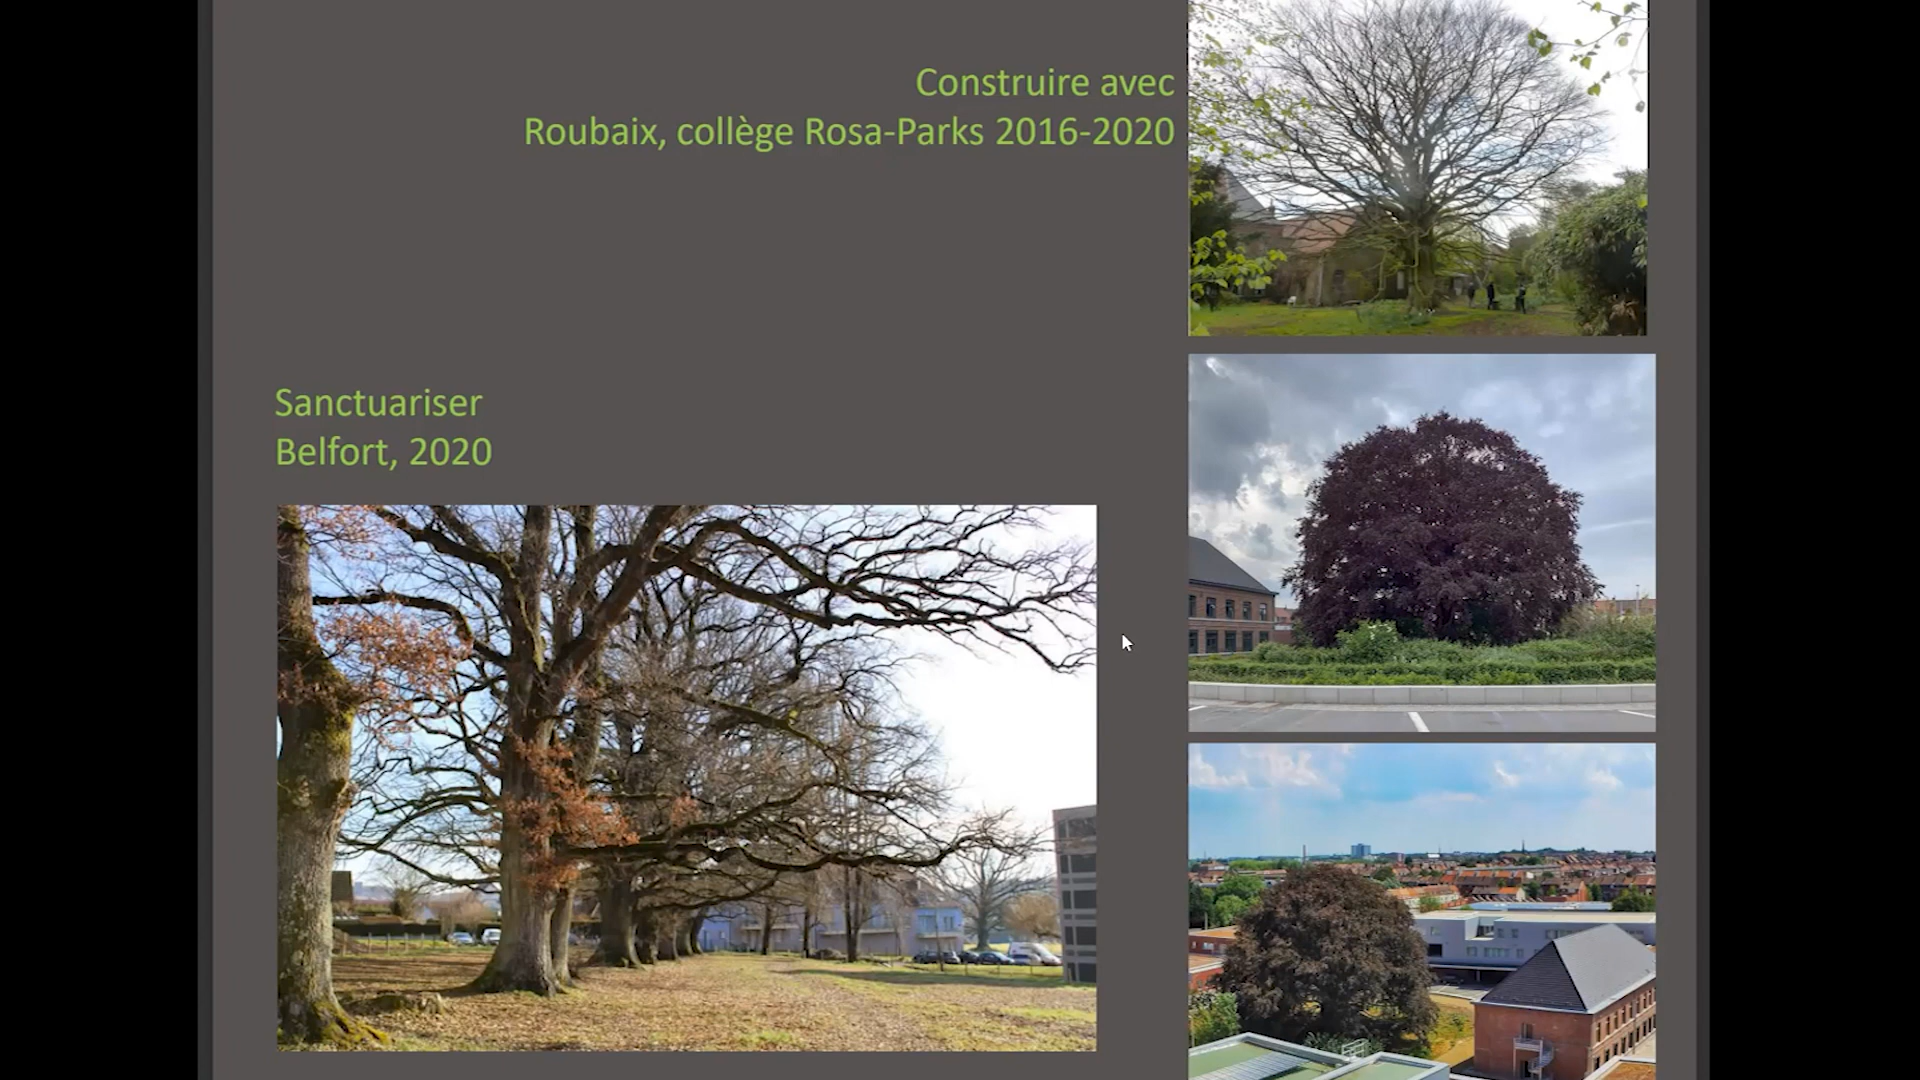 Construire avec
Roubaix, collège Rosa-Parks 2016-2020
Sanctuariser
Belfort, 2020